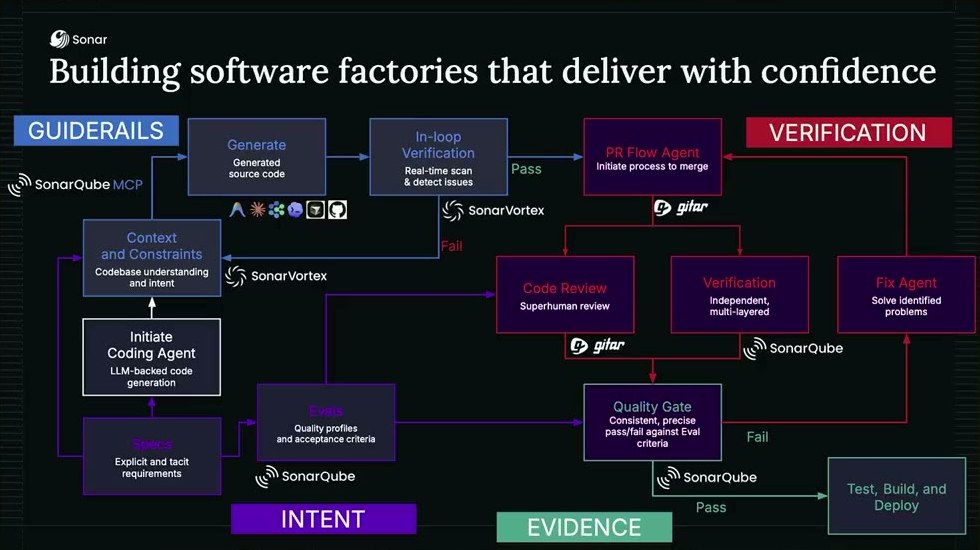 Sonar
Building software factories that deliver with confidence
GUIDERAILS
VERIFICATION
Generate
Generated
source code
In-loop
Verification
Real-time scan
& detect issues
Pass
PR Flow Agent
Initiate process to merge
SonarQube MCP
SonarVortex
gitar
Fail
Context
and Constraints
Codebase understanding
and intent
SonarVortex
Code Review
Superhuman review
Verification
Independent,
multi-layered
Fix Agent
Solve identified
problems
Initiate
Coding Agent
LLM-backed code
generation
gitar
SonarQube
Evals
Quality profiles
and acceptance criteria
Quality Gate
Consistent, precise
pass/fail against Eval
criteria
Fail
Specs
Explicit and tacit
requirements
SonarQube
SonarQube
Pass
Test, Build, and
Deploy
INTENT
EVIDENCE